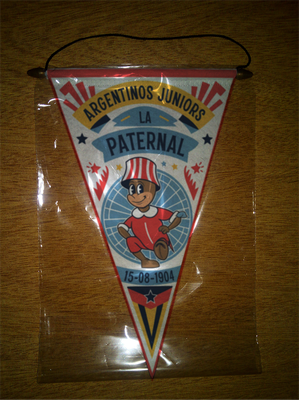 ARGENTINOS JUNIORS
LA
PATERNAL
15-08-1904